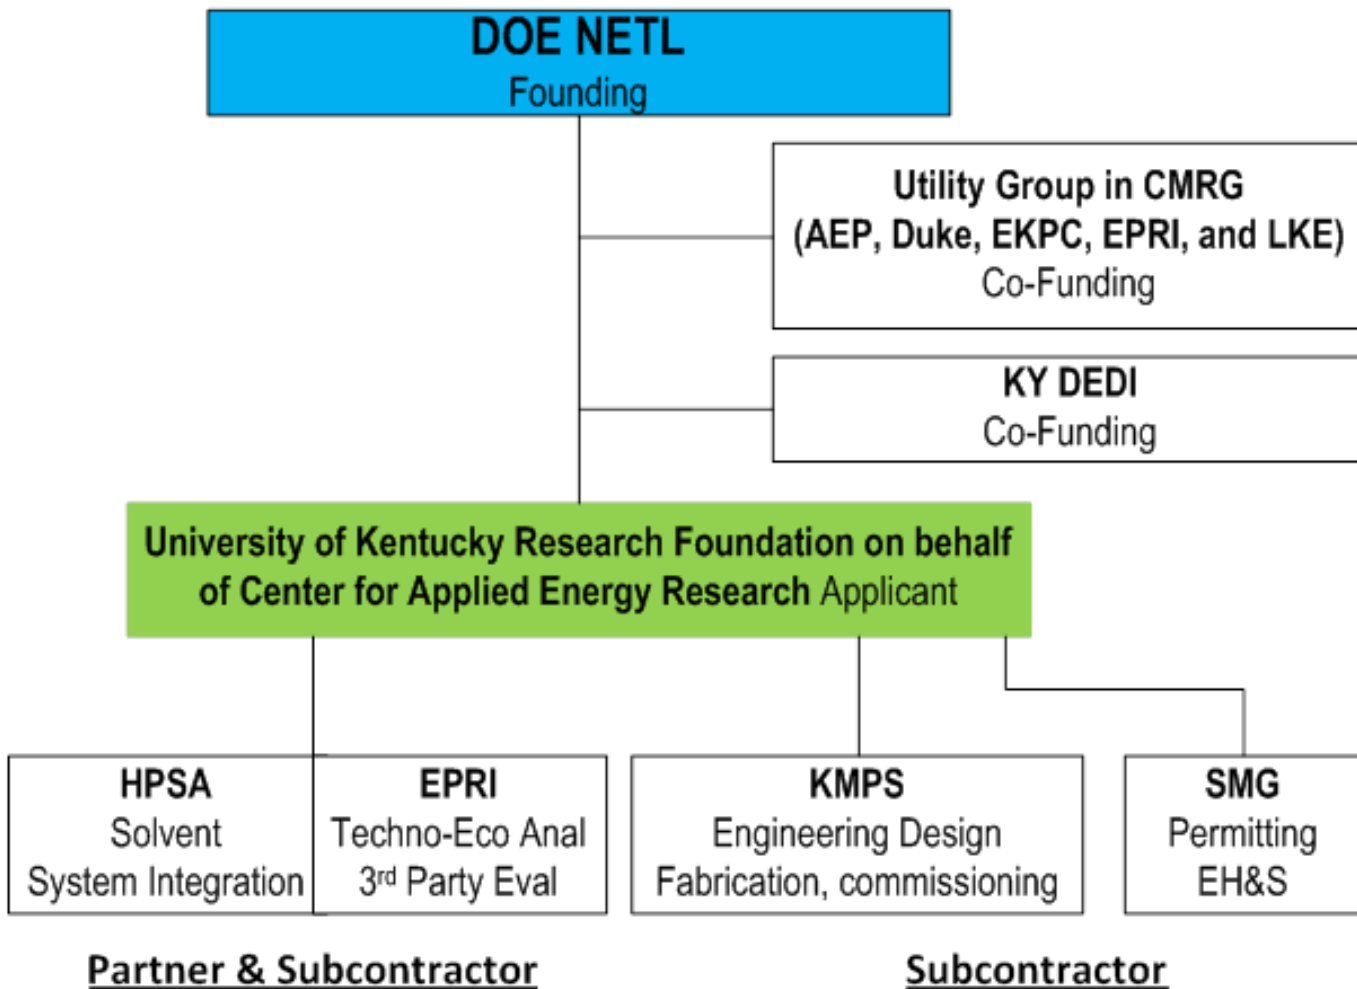 DOE NETL
Founding
Utility Group in CMRG
(AEP, Duke, EKPC, EPRI, and LKE)
Co-Funding
KY DEDI
Co-Funding
University of Kentucky Research Foundation on behalf
of Center for Applied Energy Research Applicant
HPSA
Solvent
System Integration
EPRI
Techno-Eco Anal
3rd Party Eval
KMPS
Engineering Design
Fabrication, commissioning
SMG
Permitting
EH&S
Partner & Subcontractor
Subcontractor